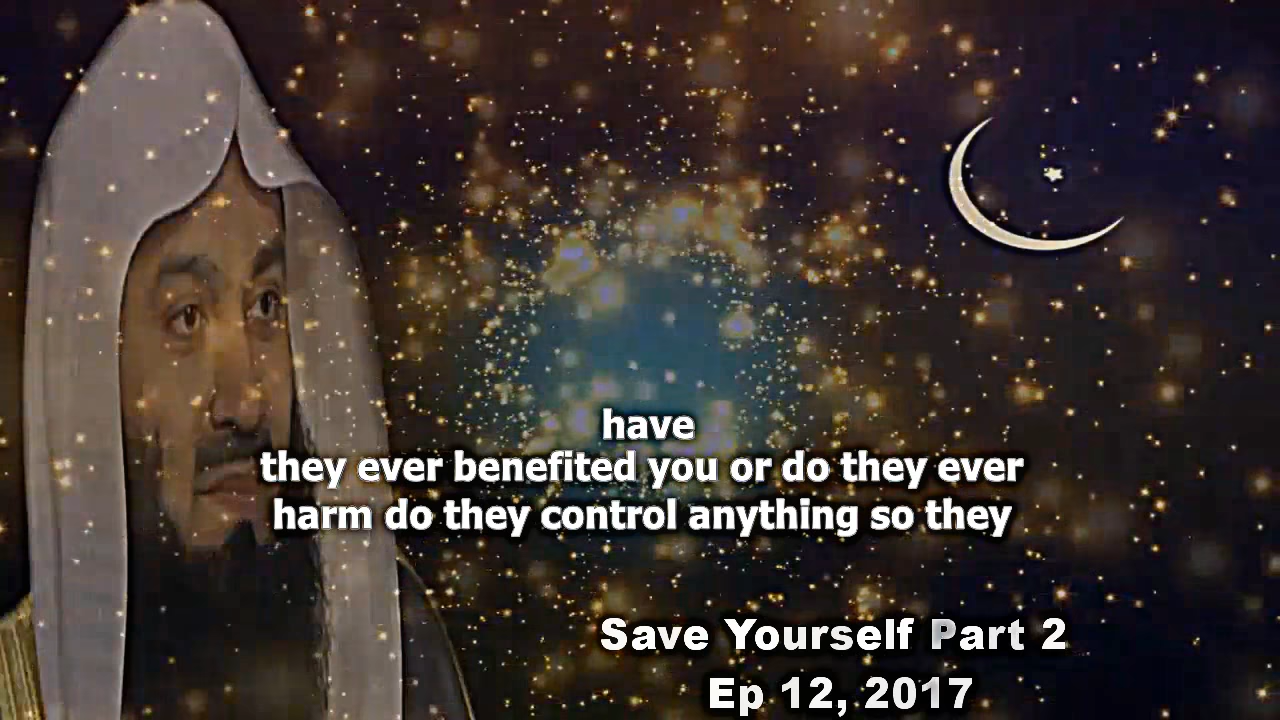 have
they ever benefited you or do they ever
harm do they control anything so they
Save Yourself Part 2
Ep 12, 2017